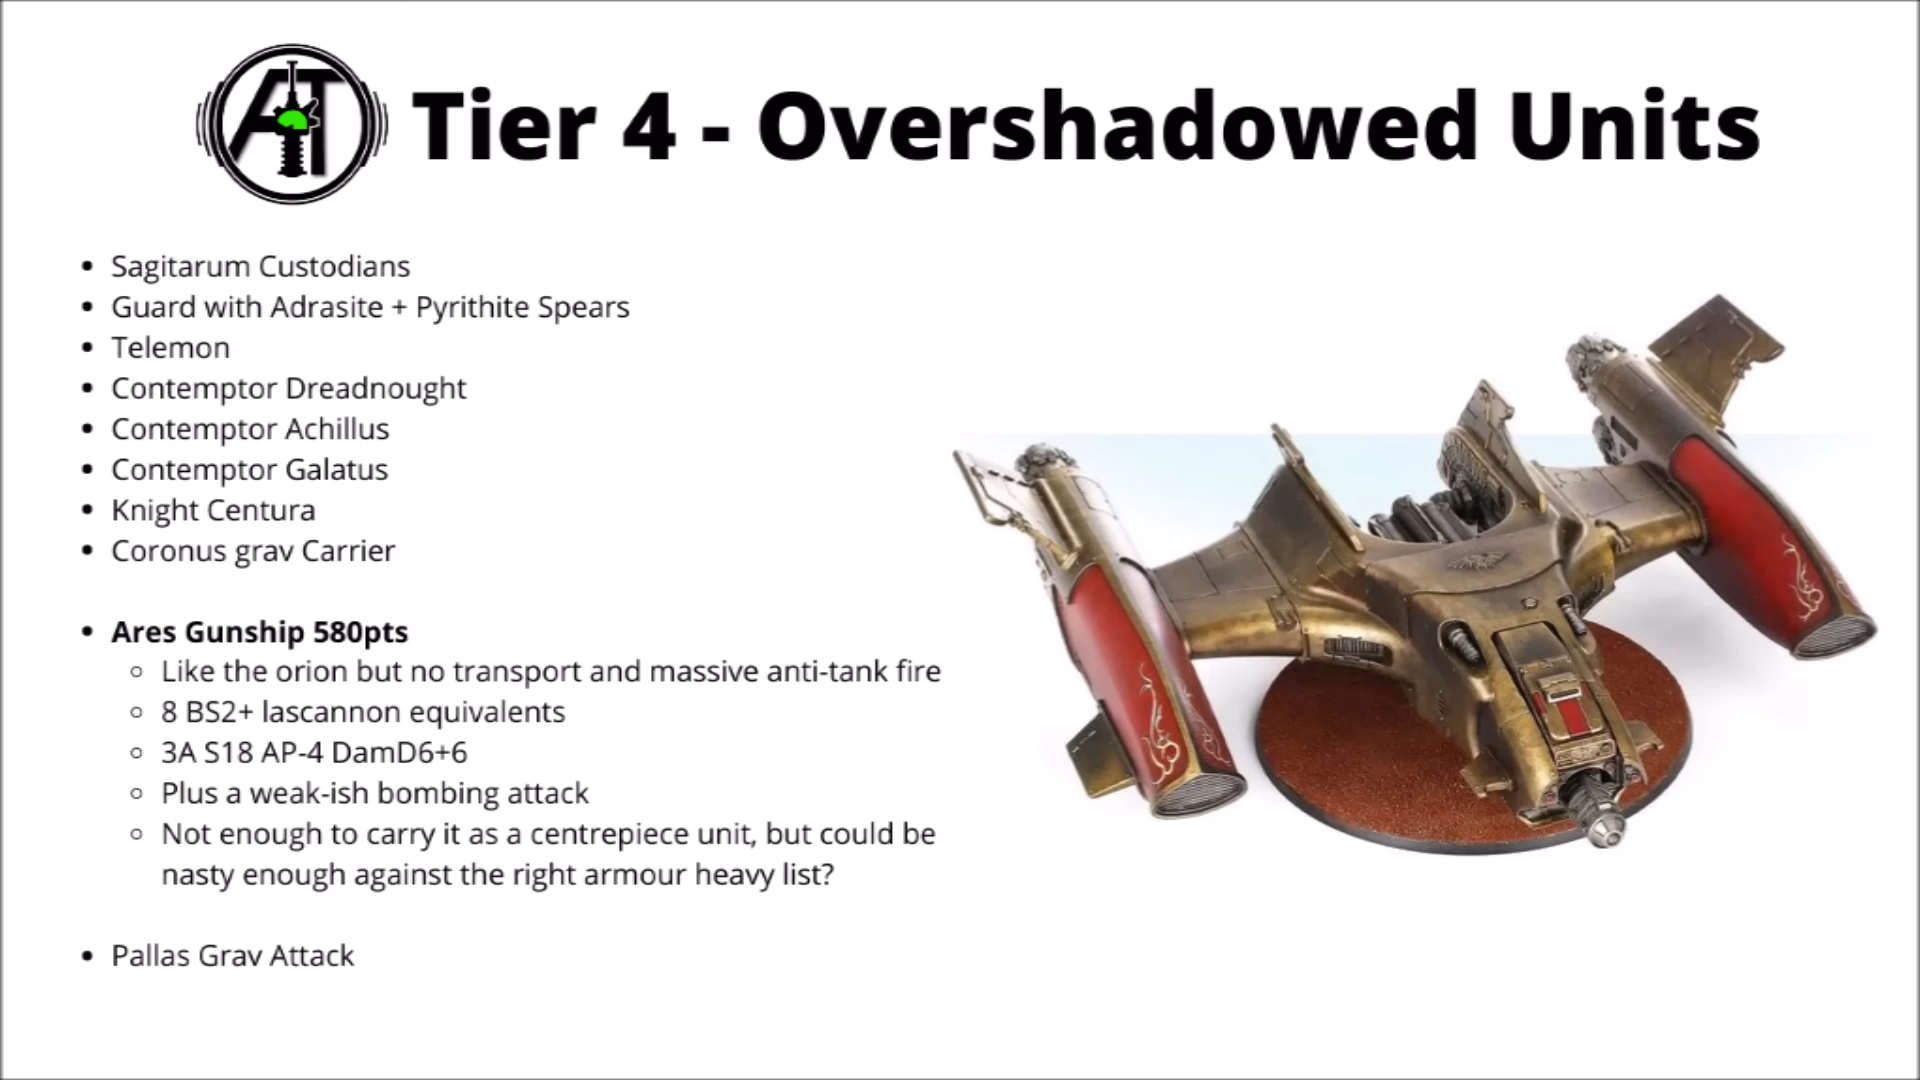 AT
Tier 4 - Overshadowed Units
• Sagitarum Custodians
• Guard with Adrasite + Pyrithite Spears
• Telemon
• Contemptor Dreadnought
• Contemptor Achillus
• Contemptor Galatus
• Knight Centura
• Coronus grav Carrier
• Ares Gunship 580pts
◦ Like the orion but no transport and massive anti-tank fire
◦ 8 BS2+ lascannon equivalents
◦ 3A S18 AP-4 DamD6+6
◦ Plus a weak-ish bombing attack
◦ Not enough to carry it as a centrepiece unit, but could be
nasty enough against the right armour heavy list?
• Pallas Grav Attack